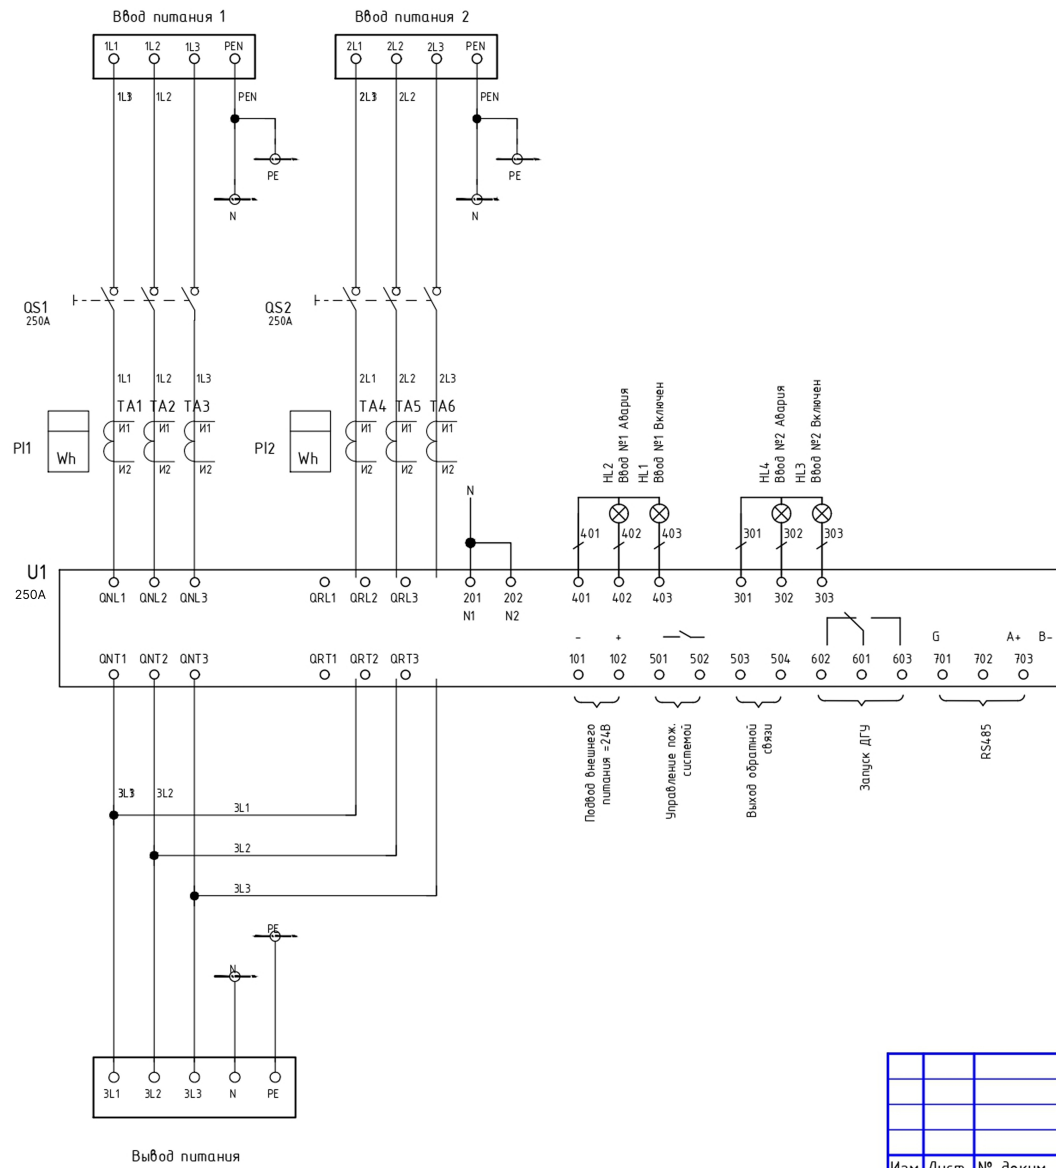 Ввод питания 1
Ввод питания 2
1L1 1L2 1L3 PEN
2L1 2L2 2L3 PEN
1L2 PEN
2L2 PEN
PE
PE
N
N
QS1
250A
QS2
250A
1L1 1L2 1L3
2L1 2L2 2L3
TA1 TA2 TA3
TA4 TA5 TA6
И1 И1 И1
И1 И1 И1
PI1
Wh
PI2
Wh
И2 И2 И2
И2 И2 И2
N
HL2
Ввод №1 Авария
HL1
Ввод №1 Включен
HL4
Ввод №2 Авария
HL3
Ввод №2 Включен
401 402 403
301 302 303
U1
250A
QNL1 QNL2 QNL3
QRL1 QRL2 QRL3
201 202
N1 N2
401 402 403
301 302 303
- +
G A+ B-
QNT1 QNT2 QNT3
QRT1 QRT2 QRT3
101 102 501 502 503 504 602 601 603 701 702 703
Подвод внешнего
питания =24В
Управление пож.
системой
Выход обратной
связи
Запуск ДГУ
RS485
3L2
3L1
3L2
3L3
PE
N
3L1 3L2 3L3 N PE
Вывод питания
Изм Лист № докум